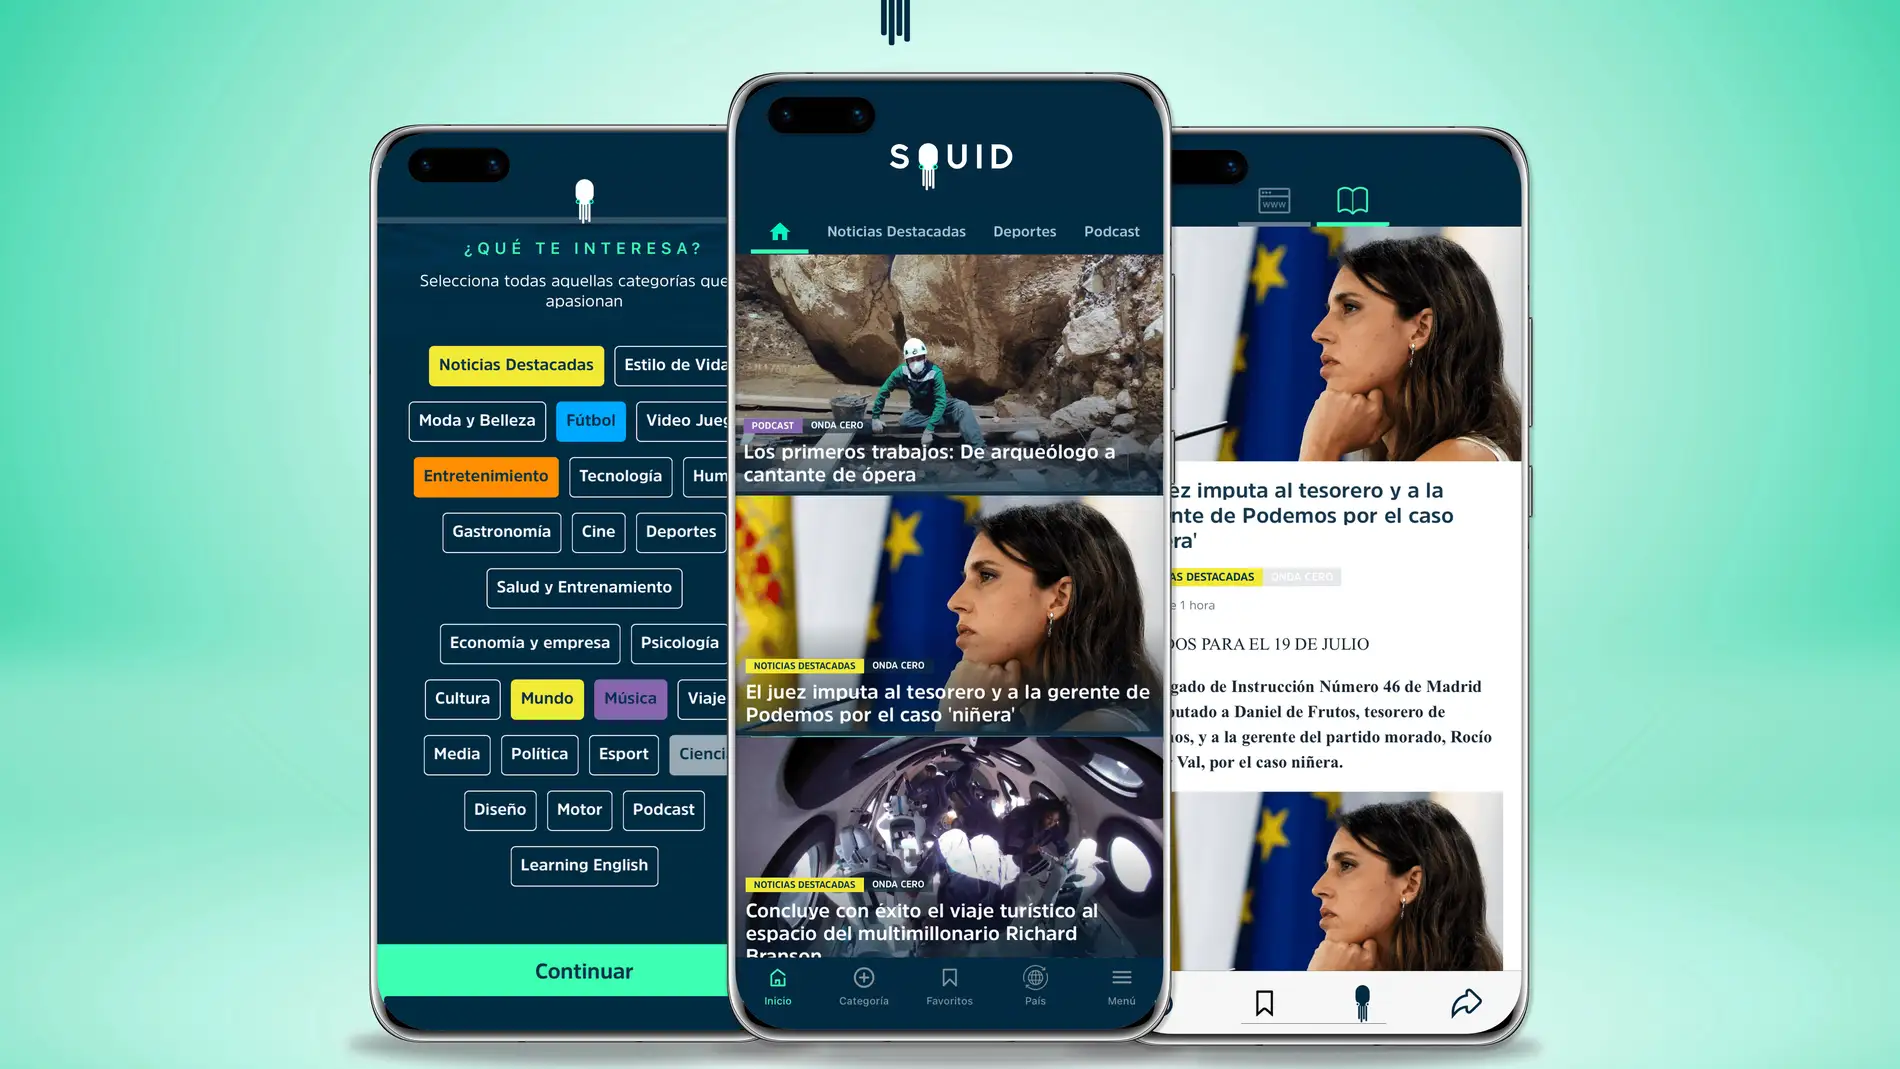 ¿QUÉ TE INTERESA?
Selecciona todas aquellas categorías que
apasionan
Noticias Destacadas
Estilo de Vida
Moda y Belleza
Fútbol
Video Jueg
Entretenimiento
Tecnología
Hum
Gastronomía
Cine
Deportes
Salud y Entrenamiento
Economía y empresa
Psicología
Cultura
Mundo
Música
Viaje
Media
Política
Esport
Cienci
Diseño
Motor
Podcast
Learning English
Continuar
SQUID
Noticias Destacadas
Deportes
Podcast
PODCAST
ONDA CERO
Los primeros trabajos: De arqueólogo a
cantante de ópera
NOTICIAS DESTACADAS
ONDA CERO
El juez imputa al tesorero y a la gerente de
Podemos por el caso 'niñera'
NOTICIAS DESTACADAS
ONDA CERO
Concluye con éxito el viaje turístico al
espacio del multimillonario Richard
Branson
Inicio
Categoría
Favoritos
País
Menú
www
ez imputa al tesorero y a la
nte de Podemos por el caso
era'
AS DESTACADAS
ONDA CERO
e 1 hora
DOS PARA EL 19 DE JULIO
gado de Instrucción Número 46 de Madrid
putado a Daniel de Frutos, tesorero de
os, y a la gerente del partido morado, Rocío
Val, por el caso niñera.